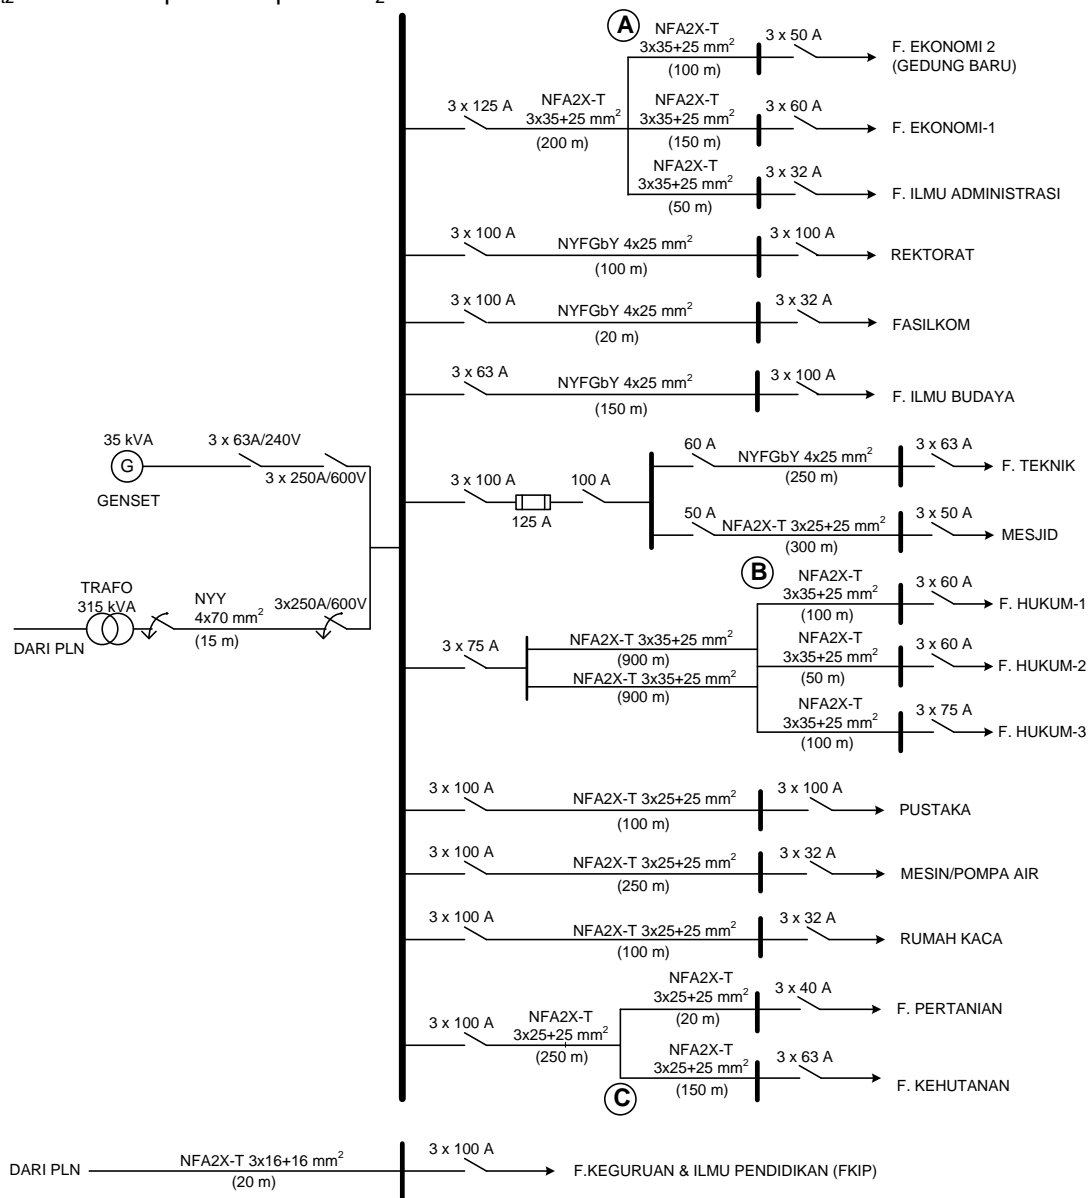 A
NFA2X-T
3x35+25 mm²
(100 m)
3 x 50 A
F. EKONOMI 2
(GEDUNG BARU)
3 x 125 A
NFA2X-T
3x35+25 mm²
(200 m)
NFA2X-T
3x35+25 mm²
(150 m)
3 x 60 A
F. EKONOMI-1
NFA2X-T
3x35+25 mm²
(50 m)
3 x 32 A
F. ILMU ADMINISTRASI
3 x 100 A
NYFGbY 4x25 mm²
(100 m)
3 x 100 A
REKTORAT
3 x 100 A
NYFGbY 4x25 mm²
(20 m)
3 x 32 A
FASILKOM
3 x 63 A
NYFGbY 4x25 mm²
(150 m)
3 x 100 A
F. ILMU BUDAYA
35 kVA
G
GENSET
3 x 63A/240V
3 x 250A/600V
3 x 100 A
125 A
100 A
60 A
NYFGbY 4x25 mm²
(250 m)
3 x 63 A
F. TEKNIK
50 A
NFA2X-T 3x25+25 mm²
(300 m)
3 x 50 A
MESJID
TRAFO
315 kVA
DARI PLN
NYY
4x70 mm²
(15 m)
3x250A/600V
B
NFA2X-T
3x35+25 mm²
(100 m)
3 x 60 A
F. HUKUM-1
3 x 75 A
NFA2X-T 3x35+25 mm²
(900 m)
NFA2X-T 3x35+25 mm²
(900 m)
NFA2X-T
3x35+25 mm²
(50 m)
3 x 60 A
F. HUKUM-2
NFA2X-T
3x35+25 mm²
(100 m)
3 x 75 A
F. HUKUM-3
3 x 100 A
NFA2X-T 3x25+25 mm²
(100 m)
3 x 100 A
PUSTAKA
3 x 100 A
NFA2X-T 3x25+25 mm²
(250 m)
3 x 32 A
MESIN/POMPA AIR
3 x 100 A
NFA2X-T 3x25+25 mm²
(100 m)
3 x 32 A
RUMAH KACA
3 x 100 A
NFA2X-T
3x25+25 mm²
(250 m)
NFA2X-T
3x25+25 mm²
(20 m)
3 x 40 A
F. PERTANIAN
NFA2X-T
3x25+25 mm²
(150 m)
3 x 63 A
F. KEHUTANAN
C
DARI PLN
NFA2X-T 3x16+16 mm²
(20 m)
3 x 100 A
F.KEGURUAN & ILMU PENDIDIKAN (FKIP)